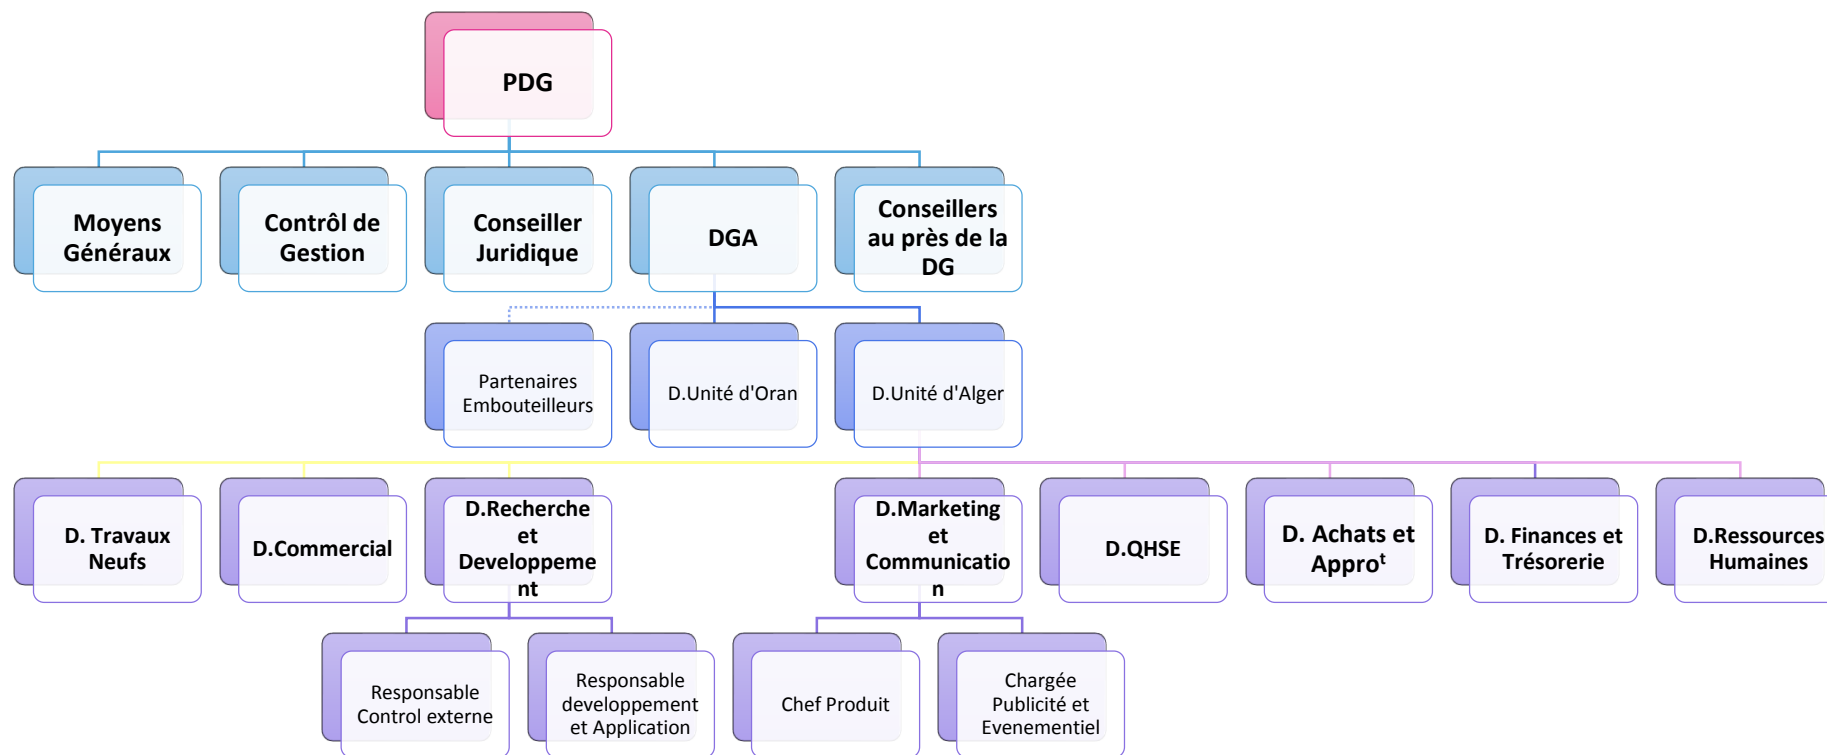 PDG
Moyens
Généraux
Contrôl de
Gestion
Conseiller
Juridique
DGA
Conseillers
au près de la
DG
Partenaires
Embouteilleurs
D.Unité d'Oran
D.Unité d'Alger
D. Travaux
Neufs
D.Commercial
D.Recherche
et
Developpeme
nt
D.Marketing
et
Communicatio
n
D.QHSE
D. Achats et
Approᵗ
D. Finances et
Trésorerie
D.Ressources
Humaines
Responsable
Control externe
Responsable
developpement
et Application
Chef Produit
Chargée
Publicité et
Evenementiel